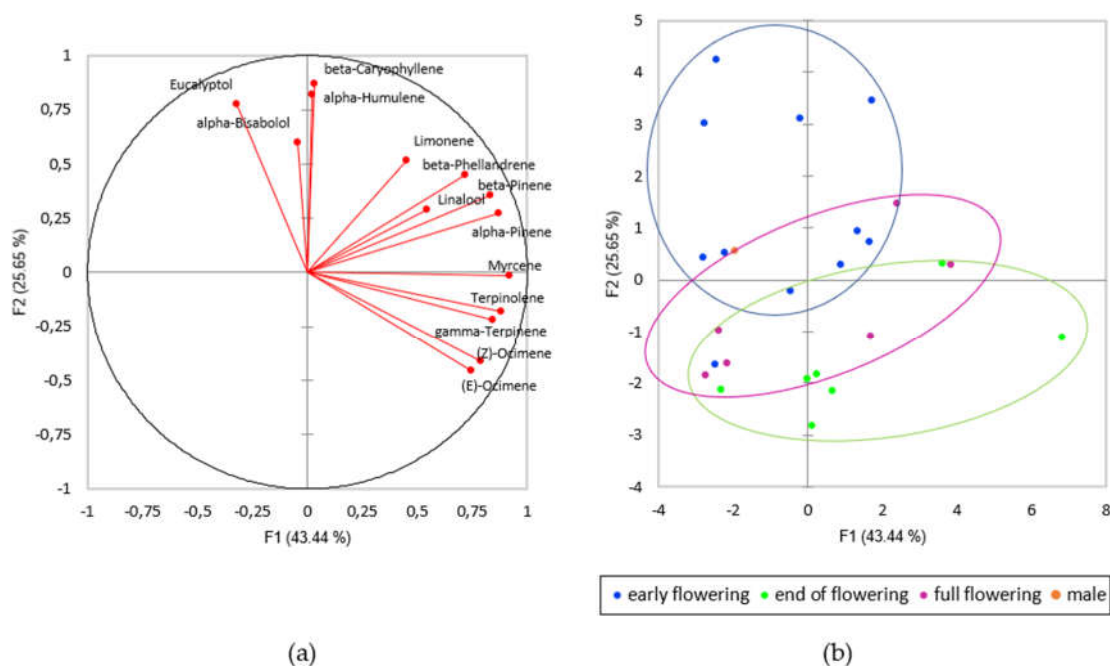 1
0,75
0,5
0,25
0
-0,25
-0,5
-0,75
-1
-1 -0,75 -0,5 -0,25 0 0,25 0,5 0,75 1
F2 (25.65 %)
F1 (43.44 %)
Eucalyptol
beta-Caryophyllene
alpha-Humulene
alpha-Bisabolol
Limonene
beta-Phellandrene
beta-Pinene
Linalool
alpha-Pinene
Myrcene
Terpinolene
gamma-Terpinene
(Z)-Ocimene
(E)-Ocimene
(a)
5
4
3
2
1
0
-1
-2
-3
-4
-4 -2 0 2 4 6 8
F2 (25.65 %)
F1 (43.44 %)
early flowering end of flowering full flowering male
(b)